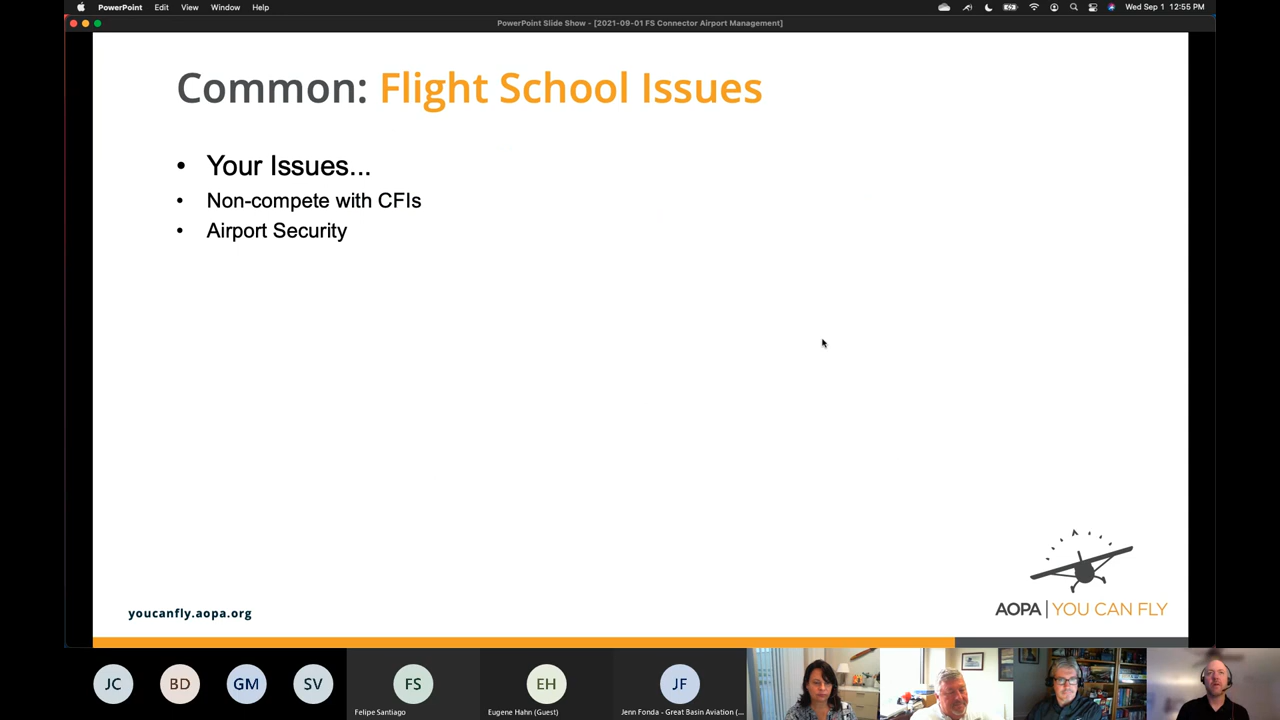 PowerPoint Edit View Window Help
Wed Sep 1 12:55 PM
PowerPoint Slide Show - [2021-09-01 FS Connector Airport Management]
Common: Flight School Issues
• Your Issues...
• Non-compete with CFIs
• Airport Security
youcanfly.aopa.org
AOPA | YOU CAN FLY
JC BD GM SV FS EH JF
Felipe Santiago Eugene Hahn (Guest) Jenn Fonda - Great Basin Aviation (...